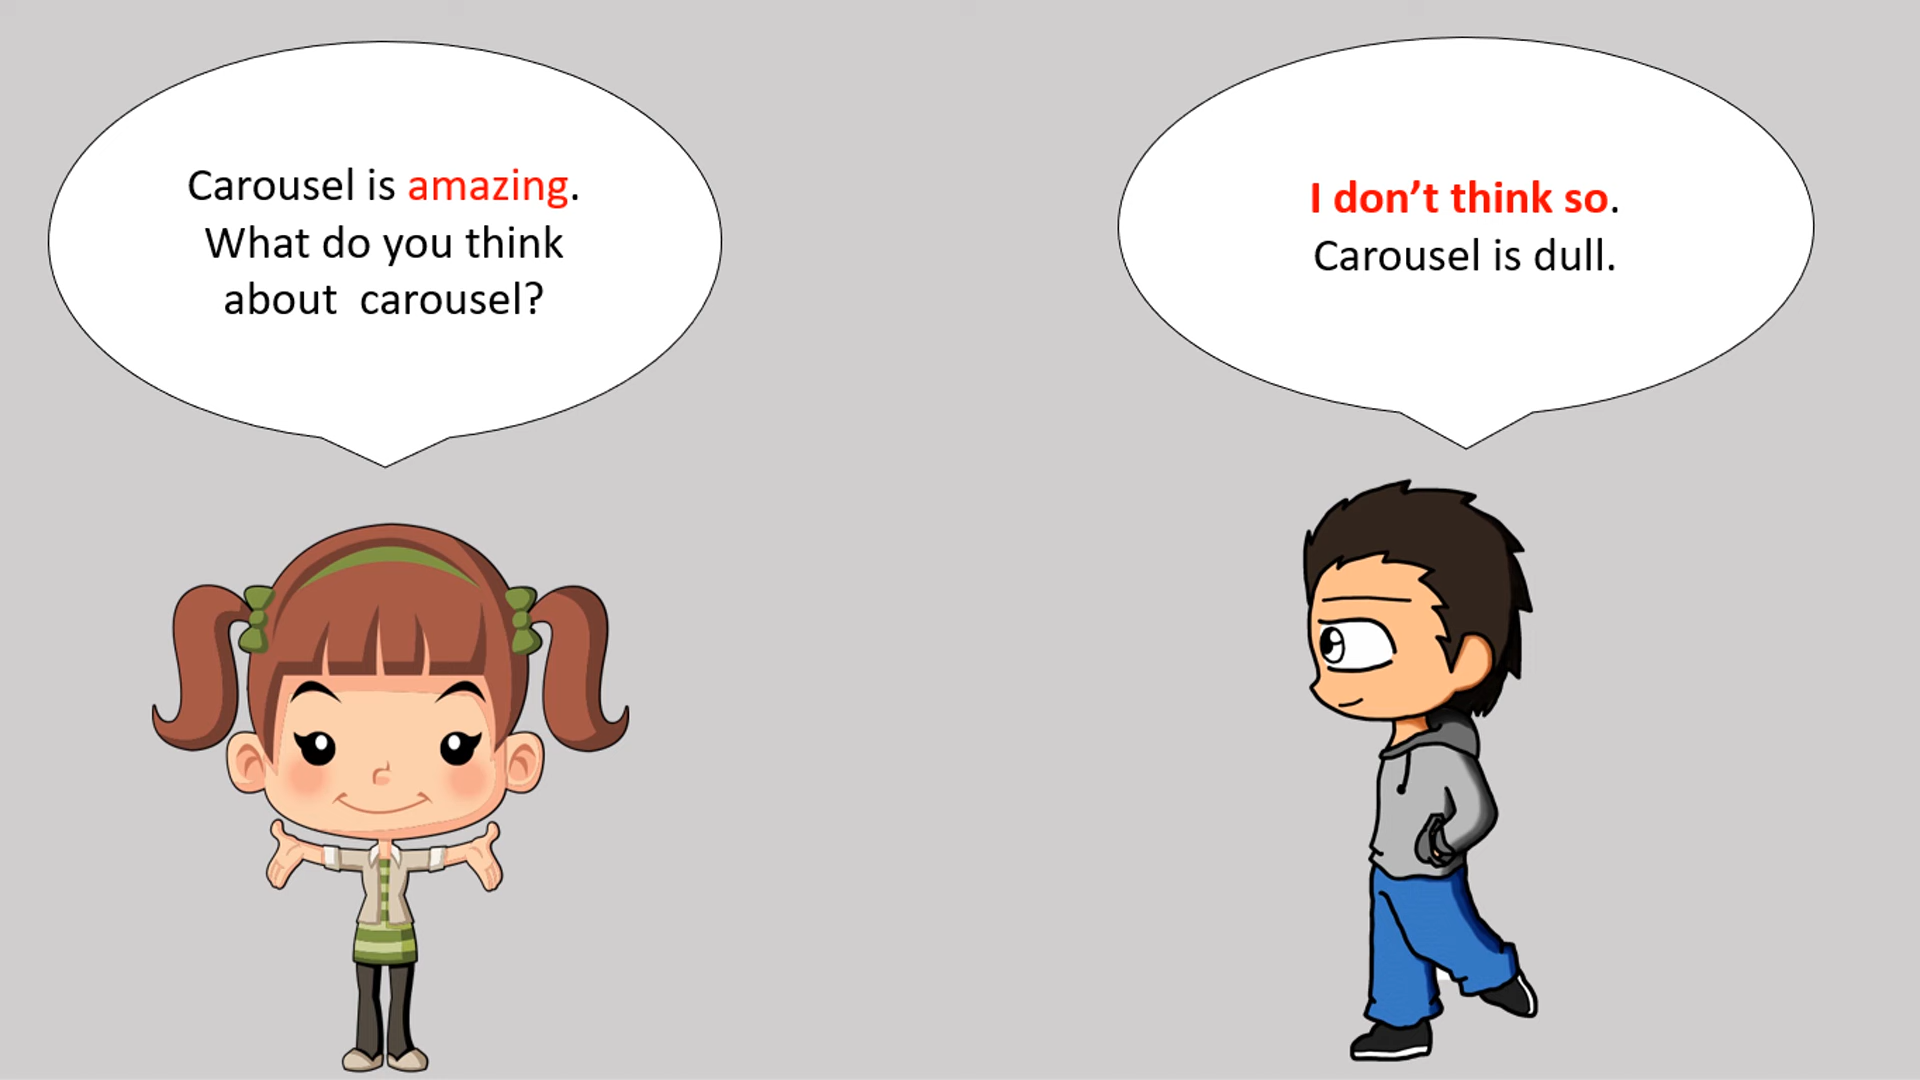 Carousel is amazing.
What do you think
about  carousel?
I don’t think so.
Carousel is dull.